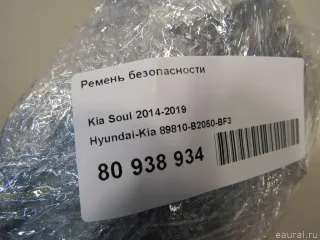 Ремень безопасности
Kia Soul 2014-2019
Hyundai-Kia 89810-B2050-BF3
80 938 934
eaural.ru